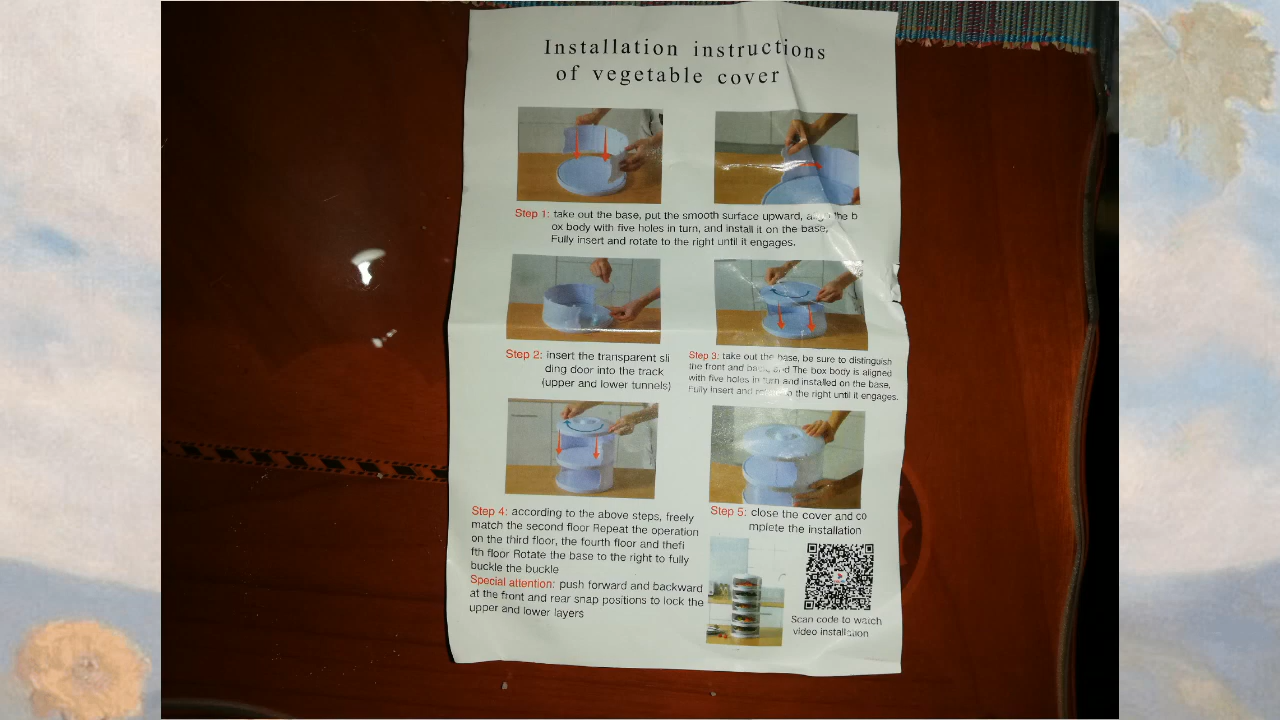 Installation instructions
of vegetable cover
Step 1: take out the base, put the smooth surface upward, the b
ox body with five holes in turn, and install it on the base,
Fully insert and rotate to the right until it engages.
Step 2: insert the transparent sli
ding door into the track
(upper and lower tunnels)
Step 3: take out the base, be sure to distinguish
the front and and The box body is aligned
with five holes in turn and installed on the base,
Fully insert and to the right until it engages.
Step 4: according to the above steps, freely
match the second floor Repeat the operation
on the third floor, the fourth floor and thefi
fth floor Rotate the base to the right to fully
buckle the buckle
Special attention: push forward and backward
at the front and rear snap positions to lock the
upper and lower layers
Step 5: close the cover and co
mplete the installation
Scan code to watch
video installation